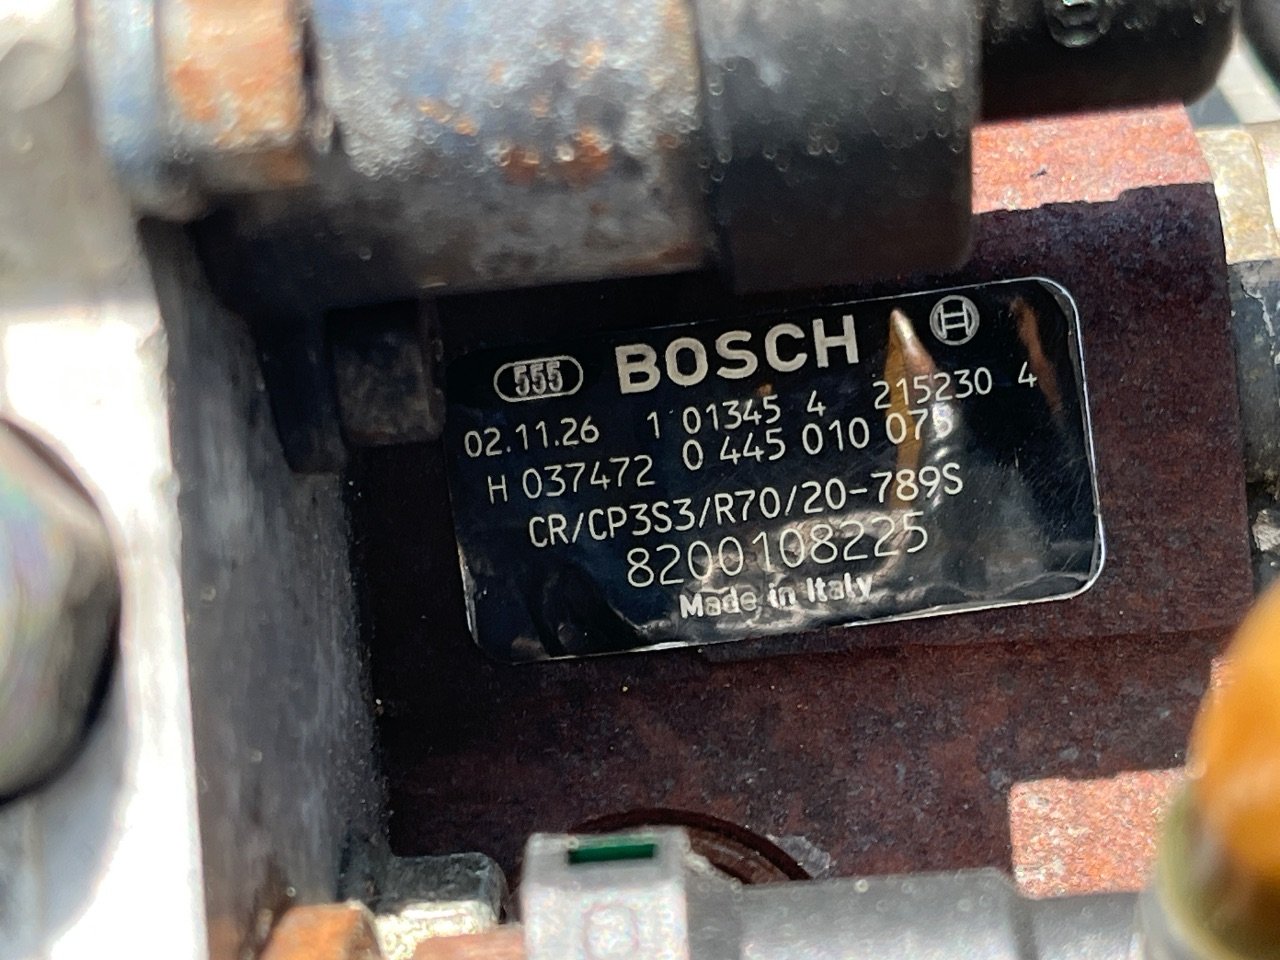 555 BOSCH
02.11.26 1 01345 4 215230 4
H 037472 0 445 010 075
CR/CP3S3/R70/20-789S
8200108225
Made in Italy